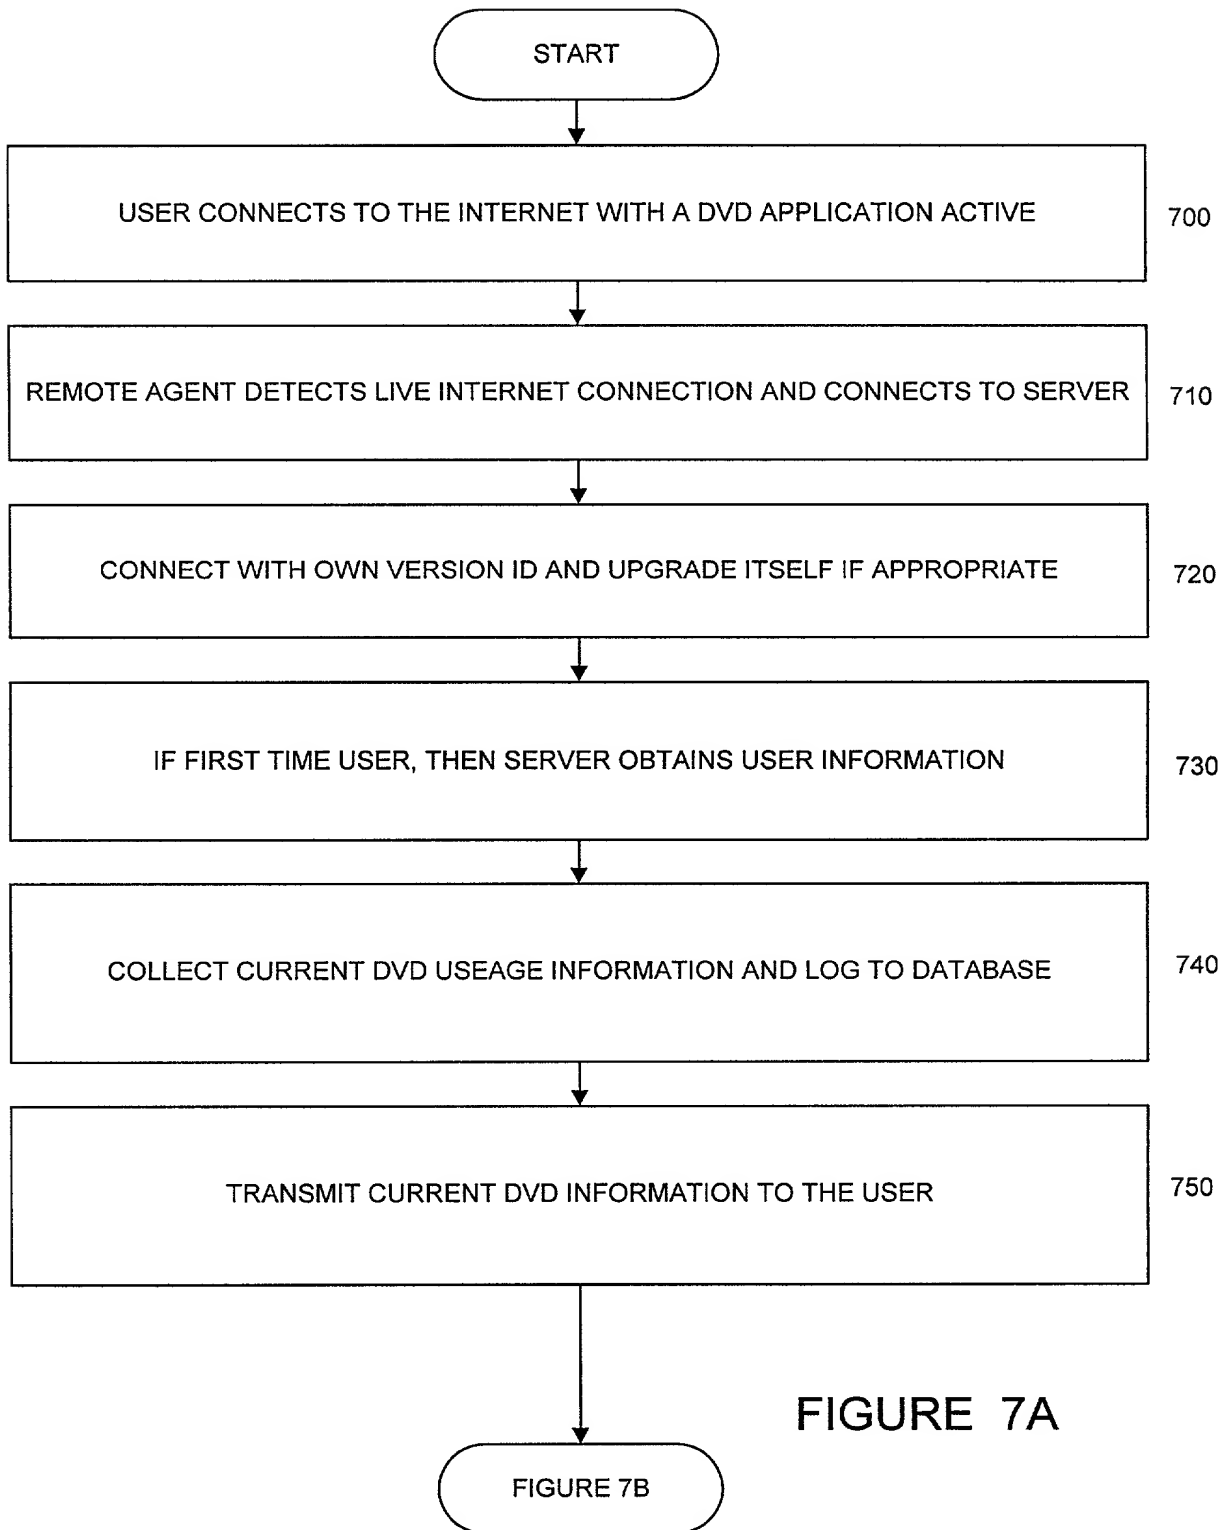 START
USER CONNECTS TO THE INTERNET WITH A DVD APPLICATION ACTIVE
700
REMOTE AGENT DETECTS LIVE INTERNET CONNECTION AND CONNECTS TO SERVER
710
CONNECT WITH OWN VERSION ID AND UPGRADE ITSELF IF APPROPRIATE
720
IF FIRST TIME USER, THEN SERVER OBTAINS USER INFORMATION
730
COLLECT CURRENT DVD USEAGE INFORMATION AND LOG TO DATABASE
740
TRANSMIT CURRENT DVD INFORMATION TO THE USER
750
FIGURE 7A
FIGURE 7B